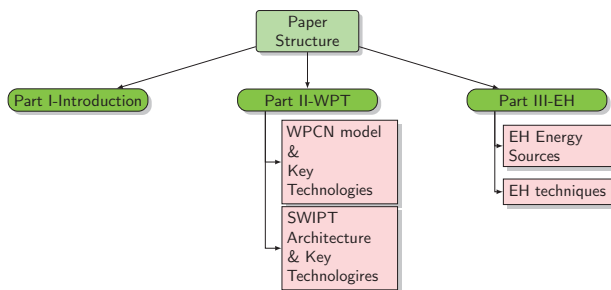 Paper
Structure
Part I-Introduction
Part II-WPT
Part III-EH
WPCN model
&
Key
Technologies
SWIPT
Architecture
& Key
Technologires
EH Energy
Sources
EH techniques